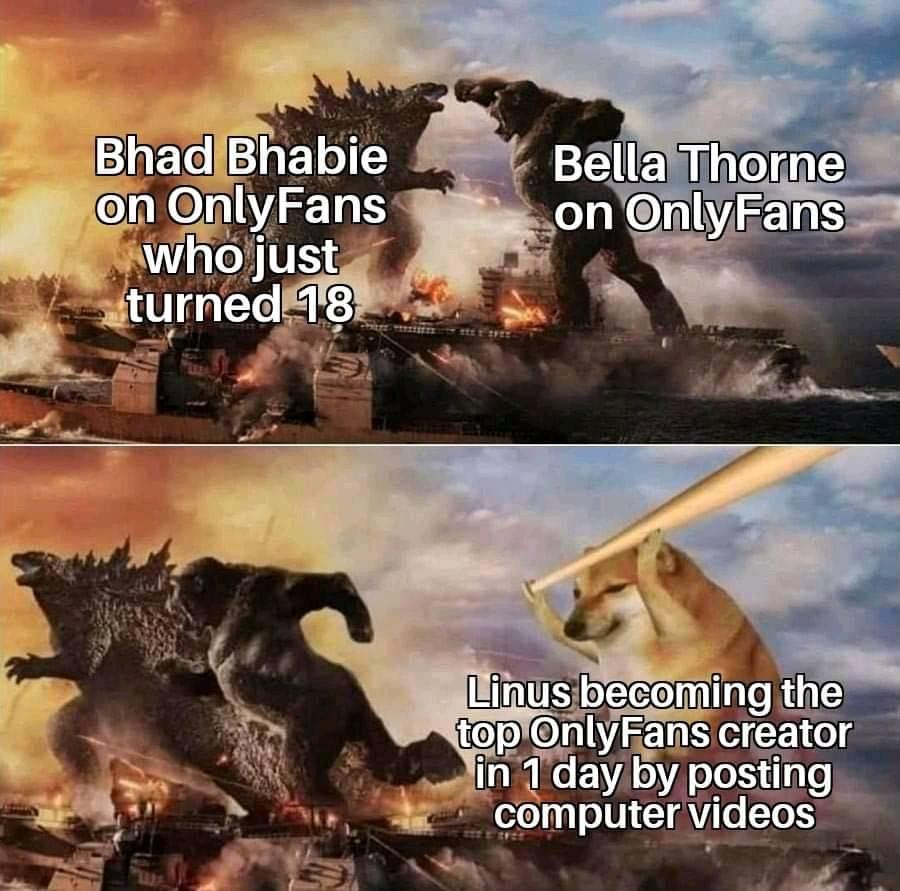 Bhad Bhabie
on OnlyFans
who just
turned 18
Bella Thorne
on OnlyFans
Linus becoming the
top OnlyFans creator
in 1 day by posting
computer videos